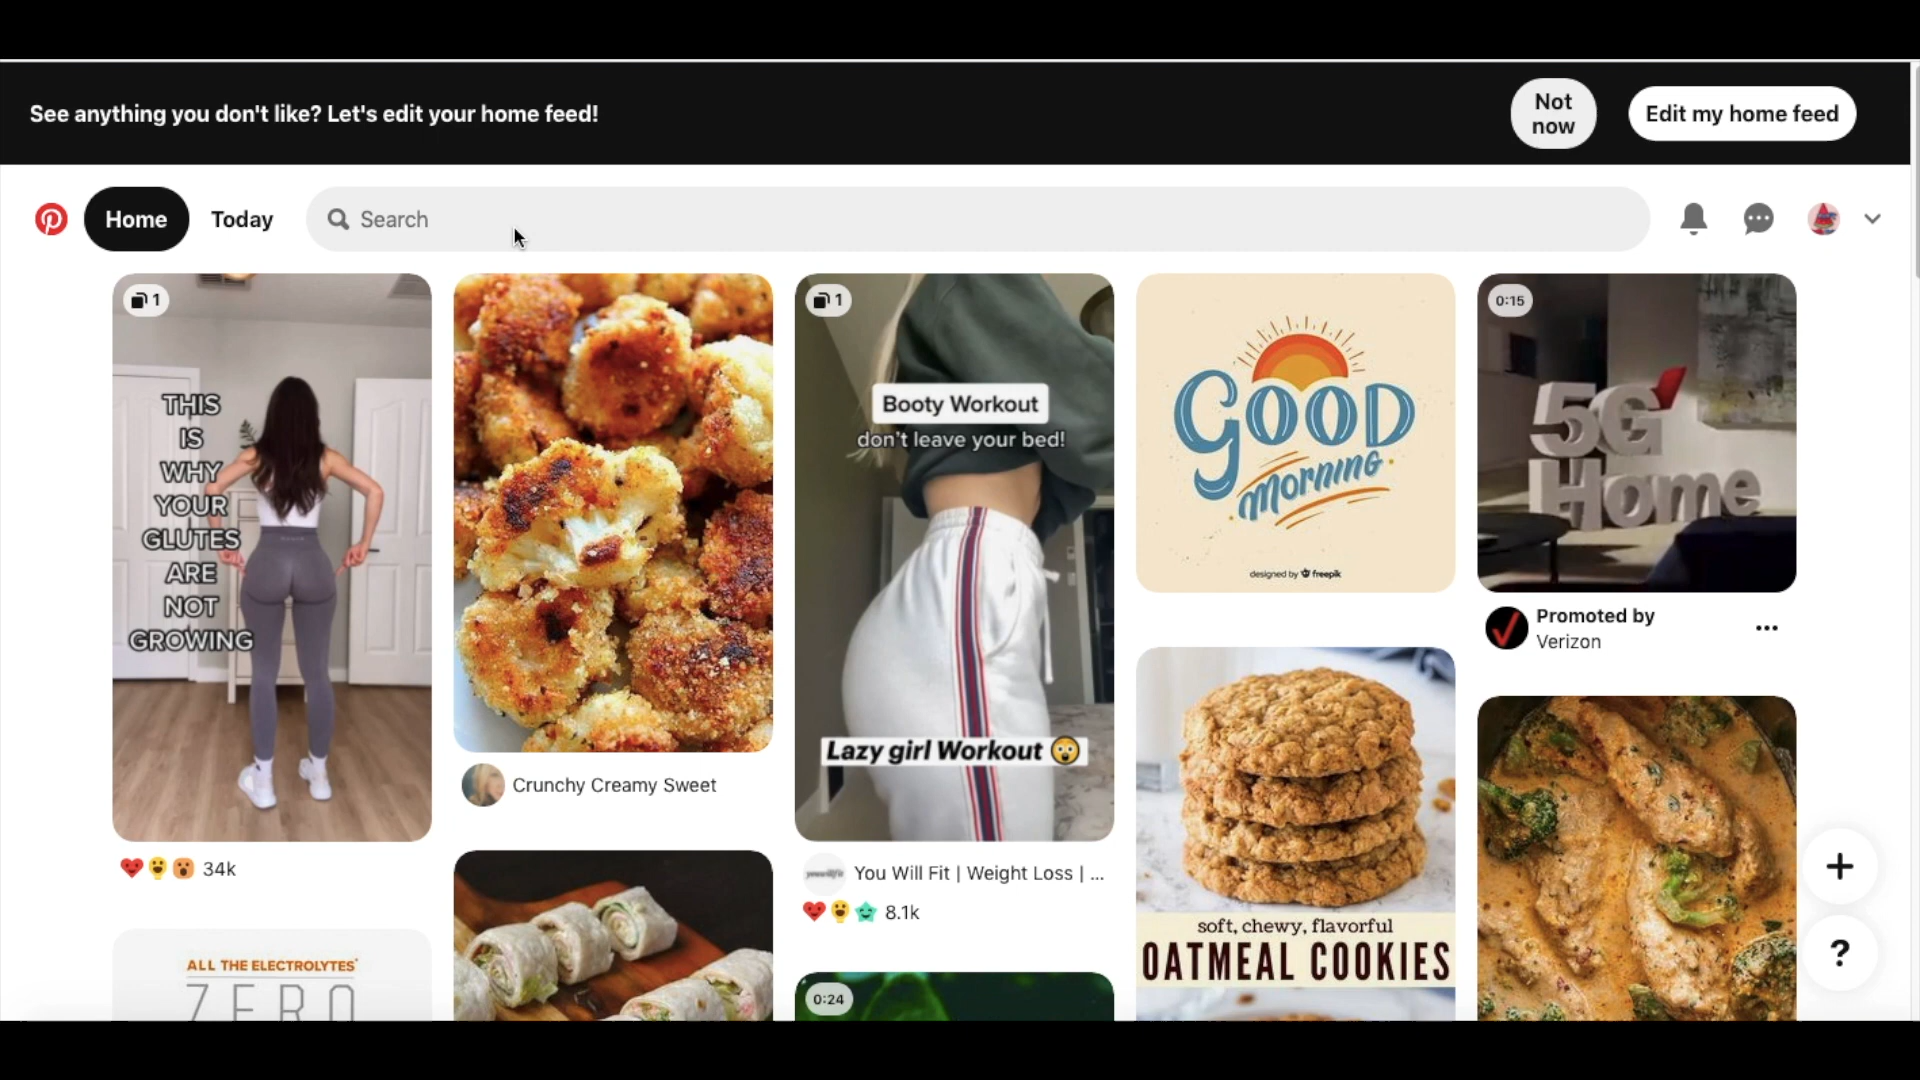 See anything you don't like? Let's edit your home feed!
Not
now
Edit my home feed
Home
Today
Search
1
THIS
IS
WHY
YOUR
GLUTES
ARE
NOT
GROWING
34k
ALL THE ELECTROLYTES
ZERO
Crunchy Creamy Sweet
1
Booty Workout
don't leave your bed!
Lazy girl Workout 😲
You Will Fit | Weight Loss | ...
8.1k
0:24
GOOD
morning
designed by freepik
soft, chewy, flavorful
OATMEAL COOKIES
0:15
5G
Home
Promoted by
Verizon
...
+
?